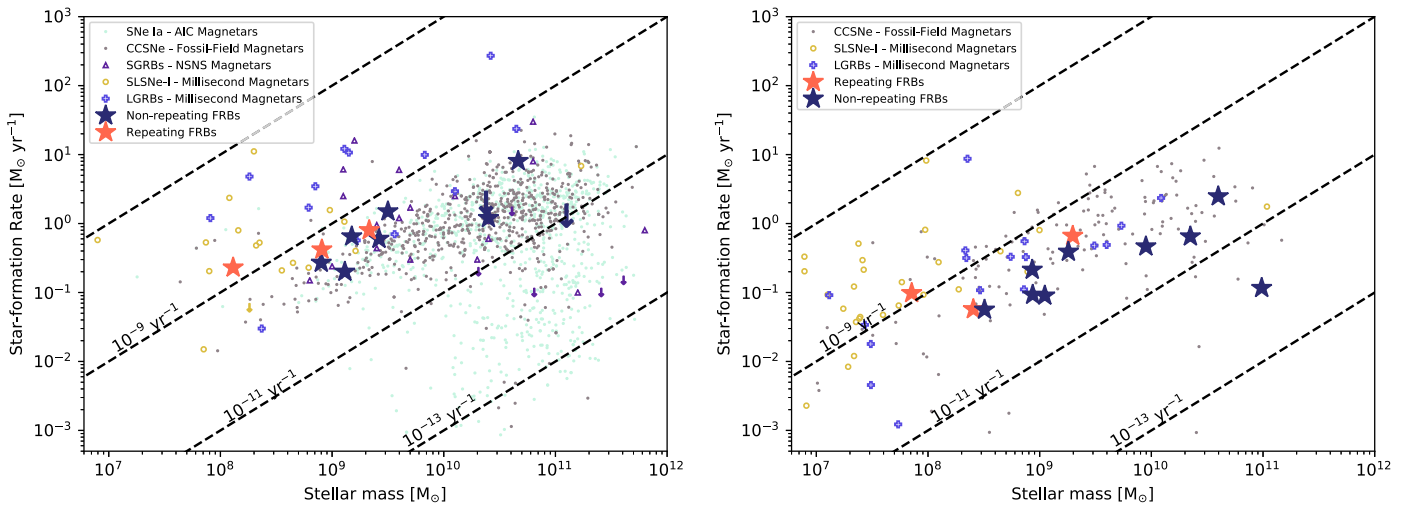 10³
10²
10¹
10⁰
10⁻¹
10⁻²
10⁻³
Star-formation Rate [M⊙ yr⁻¹]
SNe Ia – AIC Magnetars
CCSNe – Fossil-Field Magnetars
SGRBs – NSNS Magnetars
SLSNe-I – Millisecond Magnetars
LGRBs – Millisecond Magnetars
Non-repeating FRBs
Repeating FRBs
10⁻⁹ yr⁻¹
10⁻¹¹ yr⁻¹
10⁻¹³ yr⁻¹
10⁷ 10⁸ 10⁹ 10¹⁰ 10¹¹ 10¹²
Stellar mass [M⊙]
10³
10²
10¹
10⁰
10⁻¹
10⁻²
10⁻³
Star-formation Rate [M⊙ yr⁻¹]
CCSNe – Fossil-Field Magnetars
SLSNe-I – Millisecond Magnetars
LGRBs – Millisecond Magnetars
Repeating FRBs
Non-repeating FRBs
10⁻⁹ yr⁻¹
10⁻¹¹ yr⁻¹
10⁻¹³ yr⁻¹
10⁷ 10⁸ 10⁹ 10¹⁰ 10¹¹ 10¹²
Stellar mass [M⊙]